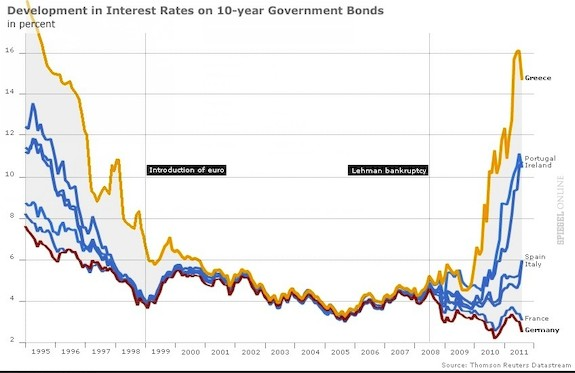 Development in Interest Rates on 10-year Government Bonds
in percent
16
14
12
10
8
6
4
2
Introduction of euro
Lehman bankruptcy
Greece
Portugal
Ireland
Spain
Italy
France
Germany
SPIEGEL ONLINE
1995 1996 1997 1998 1999 2000 2001 2002 2003 2004 2005 2006 2007 2008 2009 2010 2011
Source: Thomson Reuters Datastream